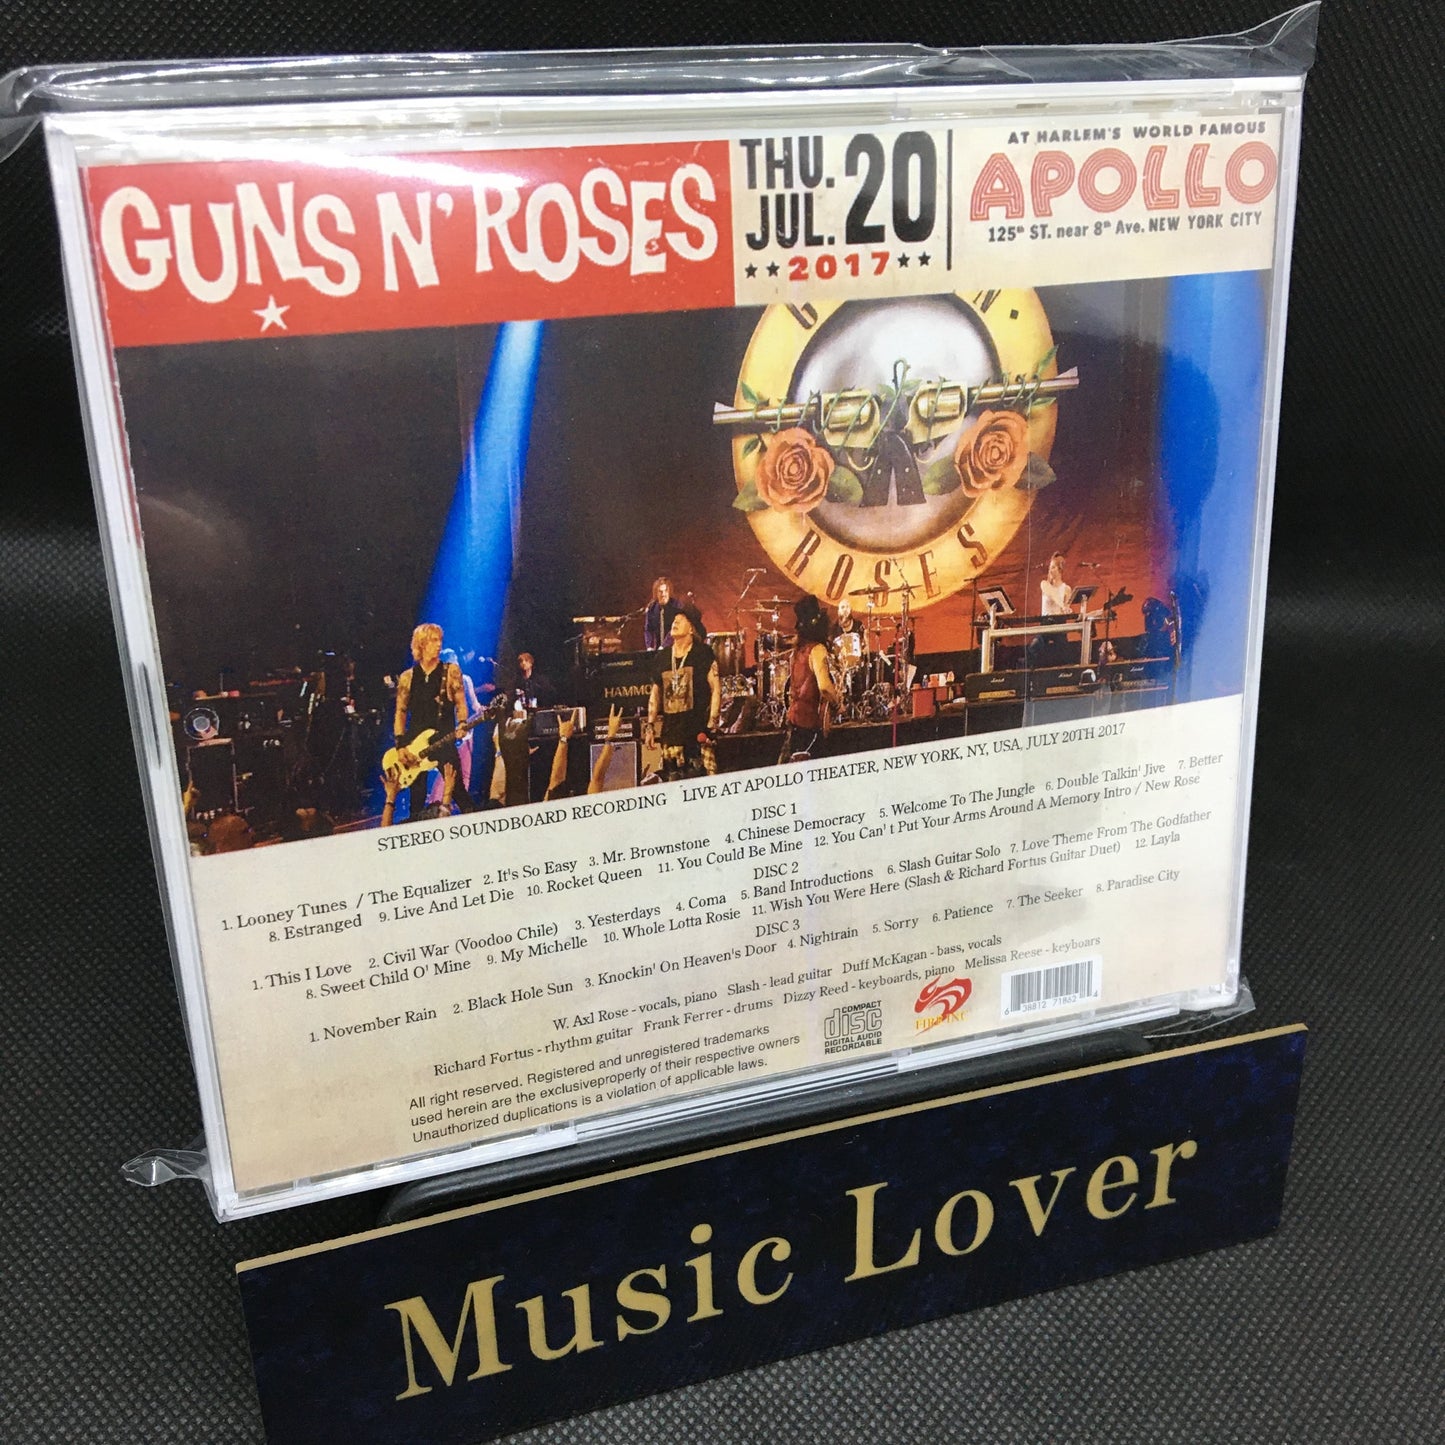 GUNS N' ROSES
THU.
JUL. 20
2017
AT HARLEM'S WORLD FAMOUS
APOLLO
125th ST. near 8th Ave. NEW YORK CITY
N.
ROSES
HAMMO
STEREO SOUNDBOARD RECORDING LIVE AT APOLLO THEATER, NEW YORK, NY, USA, JULY 20TH 2017
DISC 1
1. Looney Tunes / The Equalizer 2. It's So Easy 3. Mr. Brownstone 4. Chinese Democracy 5. Welcome To The Jungle 6. Double Talkin' Jive 7. Better
8. Estranged 9. Live And Let Die 10. Rocket Queen 11. You Could Be Mine 12. You Can't Put Your Arms Around A Memory Intro / New Rose
DISC 2
1. This I Love 2. Civil War (Voodoo Chile) 3. Yesterdays 4. Coma 5. Band Introductions 6. Slash Guitar Solo 7. Love Theme From The Godfather
8. Sweet Child O' Mine 9. My Michelle 10. Whole Lotta Rosie 11. Wish You Were Here (Slash & Richard Fortus Guitar Duet) 12. Layla
DISC 3
1. November Rain 2. Black Hole Sun 3. Knockin' On Heaven's Door 4. Nightrain 5. Sorry 6. Patience 7. The Seeker 8. Paradise City
W. Axl Rose - vocals, piano Slash - lead guitar Duff McKagan - bass, vocals
Richard Fortus - rhythm guitar Frank Ferrer - drums Dizzy Reed - keyboards, piano Melissa Reese - keyboars
All right reserved. Registered and unregistered trademarks
used herein are the exclusiveproperty of their respective owners
Unauthorized duplications is a violation of applicable laws.
COMPACT
disc
DIGITAL AUDIO
RECORDABLE
6 38812 71862 4
Music Lover